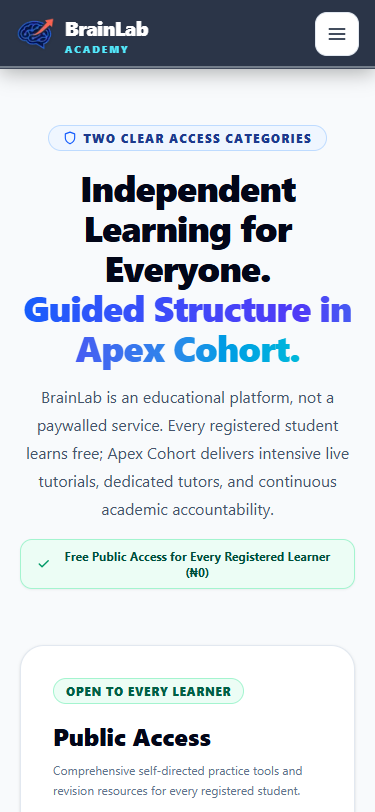 BrainLab
ACADEMY
TWO CLEAR ACCESS CATEGORIES
Independent
Learning for
Everyone.
Guided Structure in
Apex Cohort.
BrainLab is an educational platform, not a
paywalled service. Every registered student
learns free; Apex Cohort delivers intensive live
tutorials, dedicated tutors, and continuous
academic accountability.
Free Public Access for Every Registered Learner
(₦0)
OPEN TO EVERY LEARNER
Public Access
Comprehensive self-directed practice tools and
revision resources for every registered student.